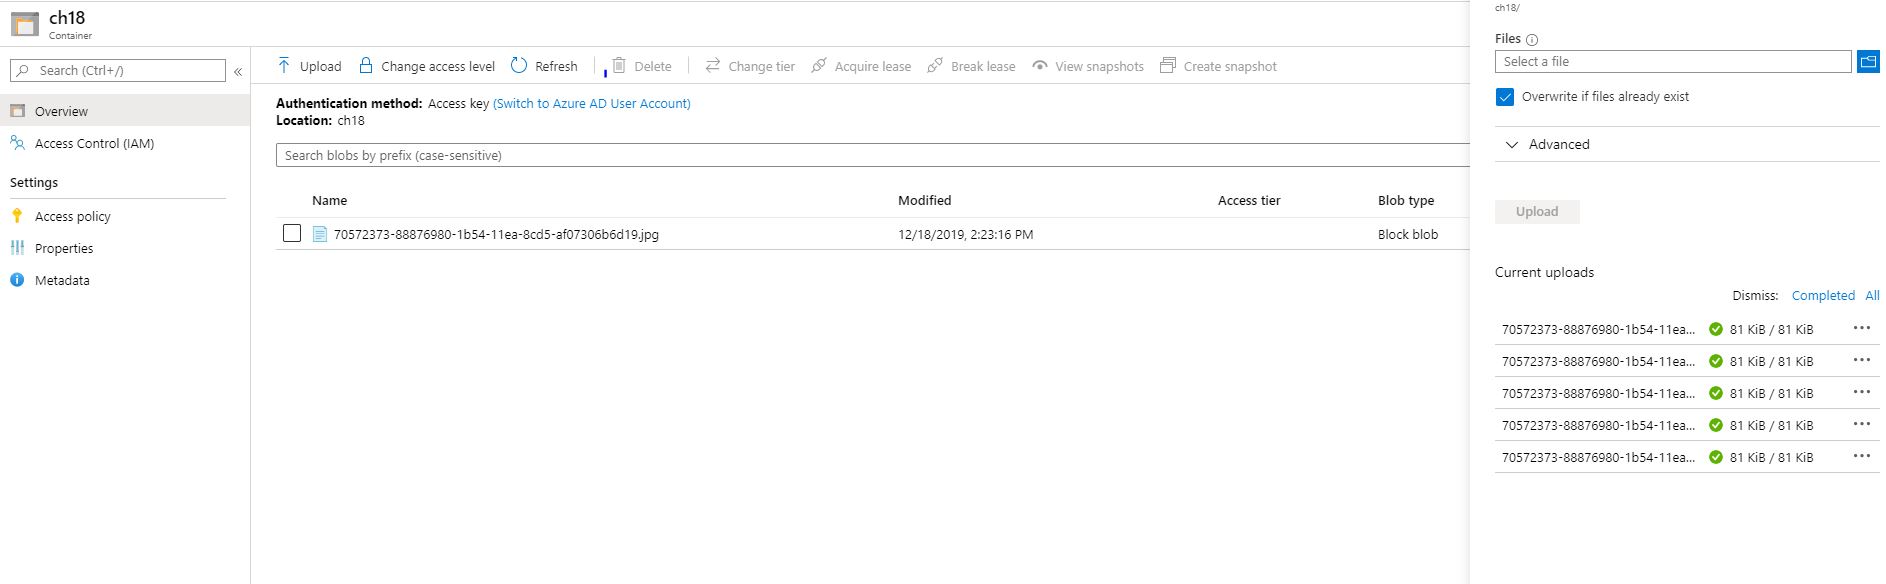 ch18
Container
Search (Ctrl+/)
«
Overview
Access Control (IAM)
Settings
Access policy
Properties
Metadata
Upload Change access level Refresh Delete Change tier Acquire lease Break lease View snapshots Create snapshot
Authentication method: Access key (Switch to Azure AD User Account)
Location: ch18
Search blobs by prefix (case-sensitive)
Name Modified Access tier Blob type
70572373-88876980-1b54-11ea-8cd5-af07306b6d19.jpg 12/18/2019, 2:23:16 PM Block blob
ch18/
Files
Select a file
Overwrite if files already exist
Advanced
Upload
Current uploads
Dismiss: Completed All
70572373-88876980-1b54-11ea... 81 KiB / 81 KiB
70572373-88876980-1b54-11ea... 81 KiB / 81 KiB
70572373-88876980-1b54-11ea... 81 KiB / 81 KiB
70572373-88876980-1b54-11ea... 81 KiB / 81 KiB
70572373-88876980-1b54-11ea... 81 KiB / 81 KiB